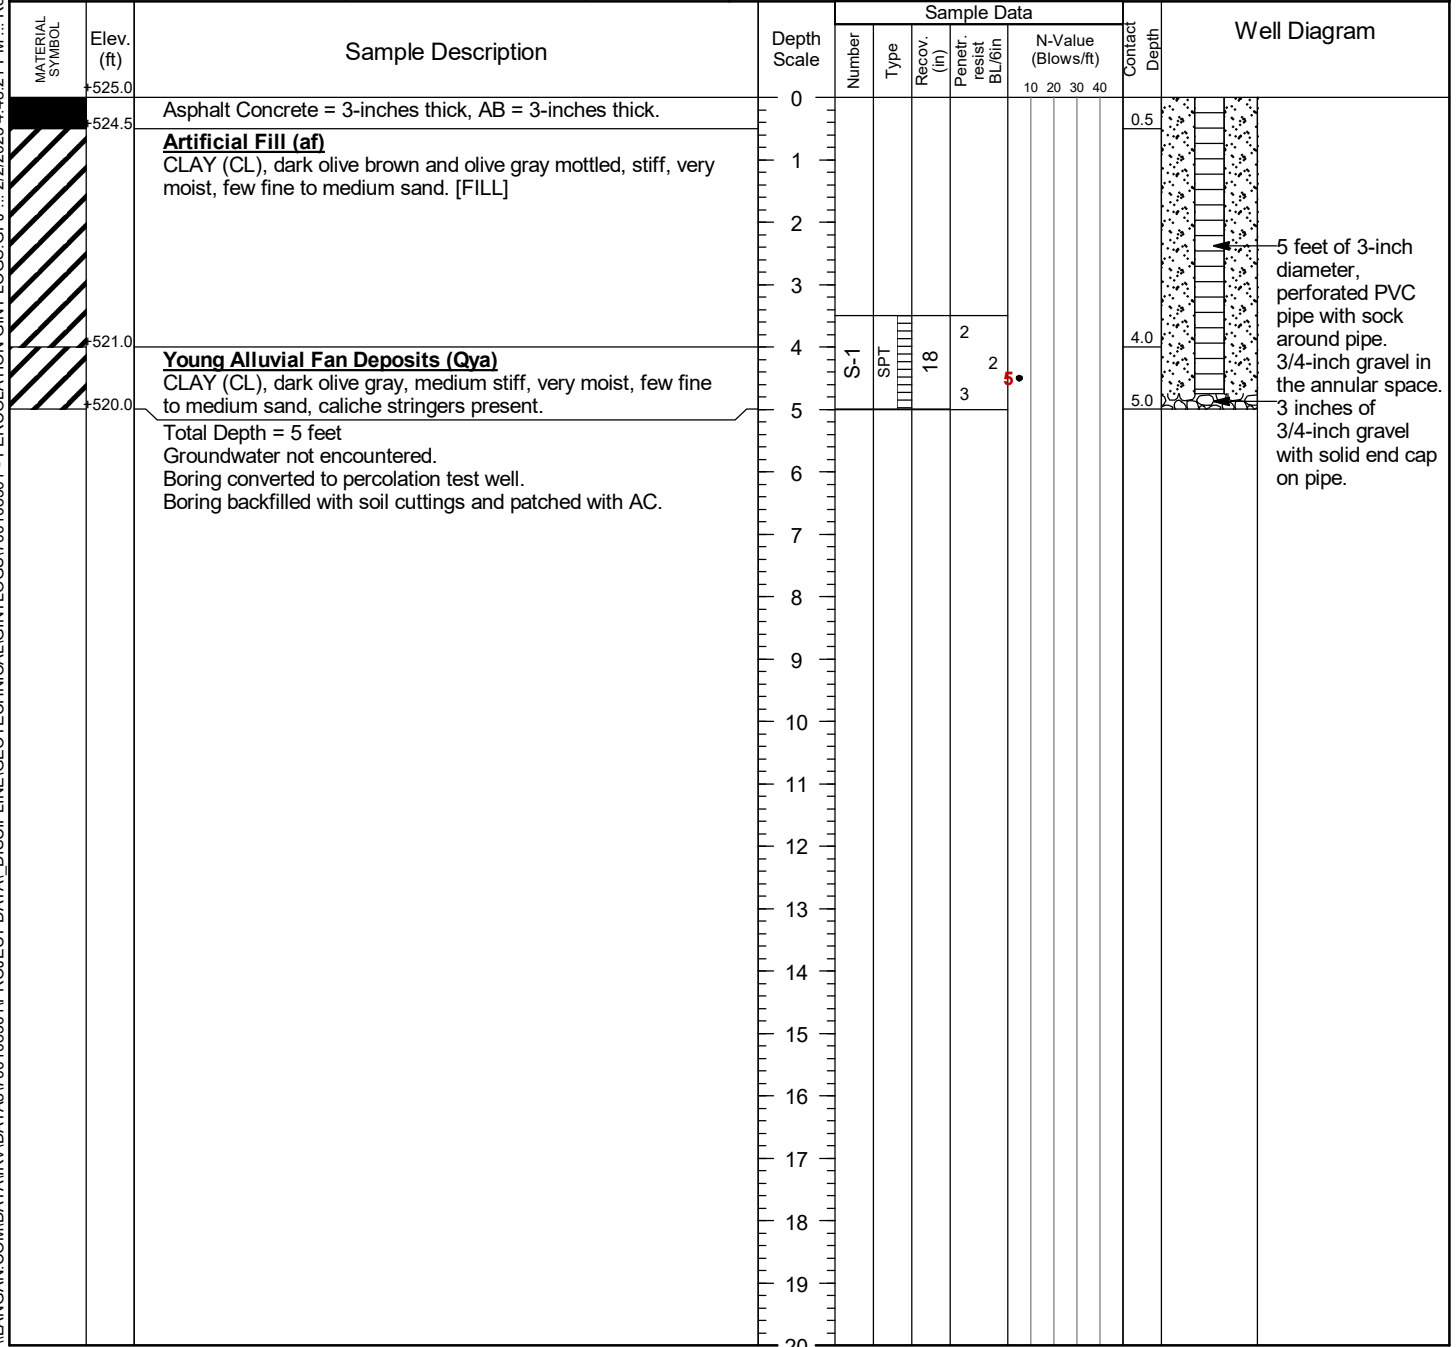 MATERIAL
SYMBOL
Elev.
(ft)
+525.0
Sample Description
Depth
Scale
Sample Data
Number
Type
Recov.
(in)
Penetr.
resist
BL/6in
N-Value
(Blows/ft)
10 20 30 40
Contact
Depth
Well Diagram
Asphalt Concrete = 3-inches thick, AB = 3-inches thick.
+524.5
0.5
Artificial Fill (af)
CLAY (CL), dark olive brown and olive gray mottled, stiff, very
moist, few fine to medium sand. [FILL]
+521.0
4.0
Young Alluvial Fan Deposits (Qya)
CLAY (CL), dark olive gray, medium stiff, very moist, few fine
to medium sand, caliche stringers present.
+520.0
5.0
Total Depth = 5 feet
Groundwater not encountered.
Boring converted to percolation test well.
Boring backfilled with soil cuttings and patched with AC.
0
1
2
3
4
5
6
7
8
9
10
11
12
13
14
15
16
17
18
19
20
S-1
SPT
18
2
2
3
5
5 feet of 3-inch
diameter,
perforated PVC
pipe with sock
around pipe.
3/4-inch gravel in
the annular space.
3 inches of
3/4-inch gravel
with solid end cap
on pipe.